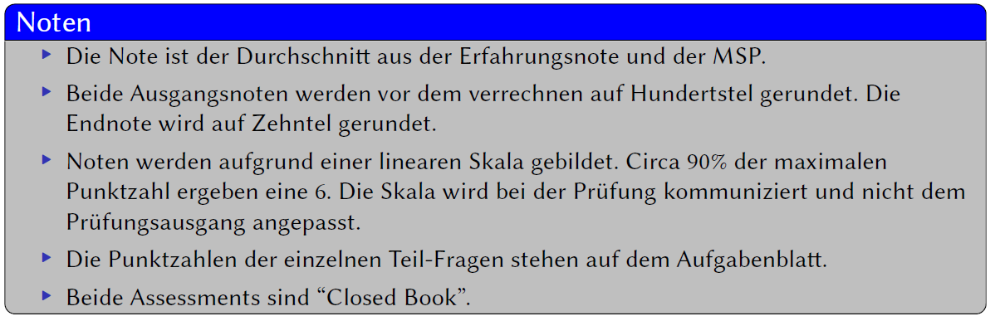 Noten
▶ Die Note ist der Durchschnitt aus der Erfahrungsnote und der MSP.
▶ Beide Ausgangsnoten werden vor dem verrechnen auf Hundertstel gerundet. Die
Endnote wird auf Zehntel gerundet.
▶ Noten werden aufgrund einer linearen Skala gebildet. Circa 90% der maximalen
Punktzahl ergeben eine 6. Die Skala wird bei der Prüfung kommuniziert und nicht dem
Prüfungsausgang angepasst.
▶ Die Punktzahlen der einzelnen Teil-Fragen stehen auf dem Aufgabenblatt.
▶ Beide Assessments sind “Closed Book”.